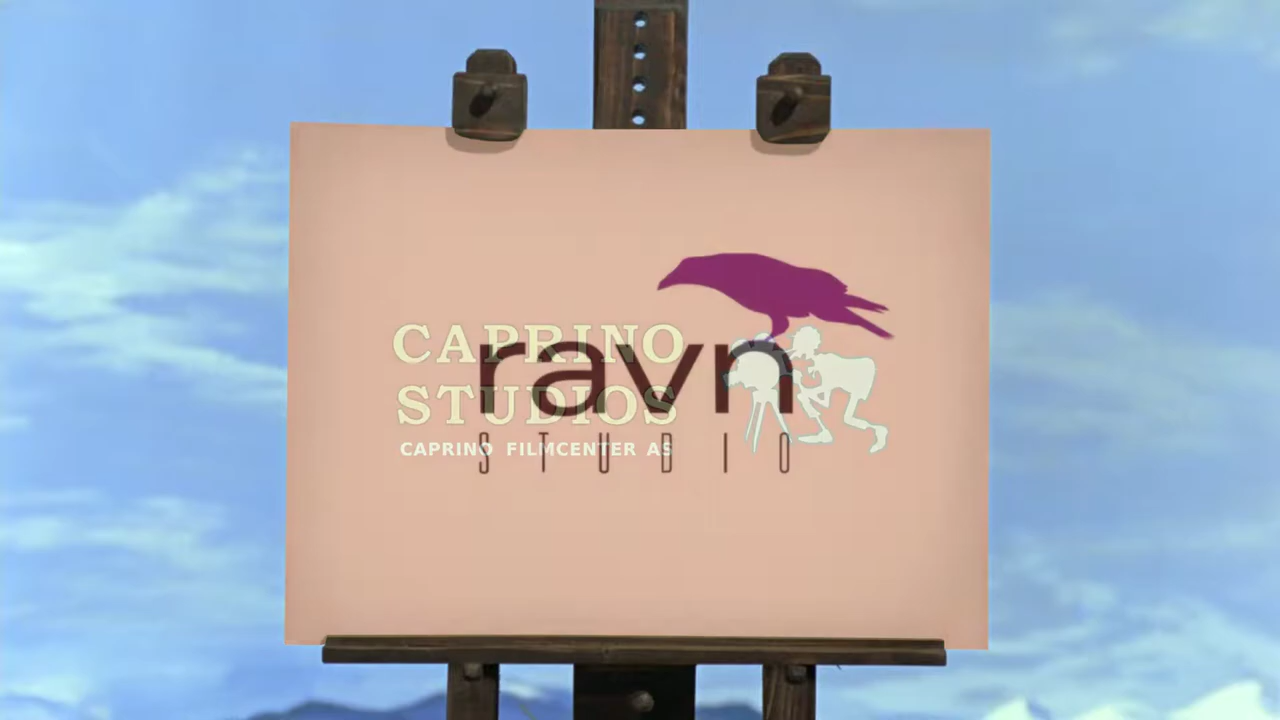 CAPRINO
STUDIOS
CAPRINO FILMCENTER AS
ravn
STUDIO